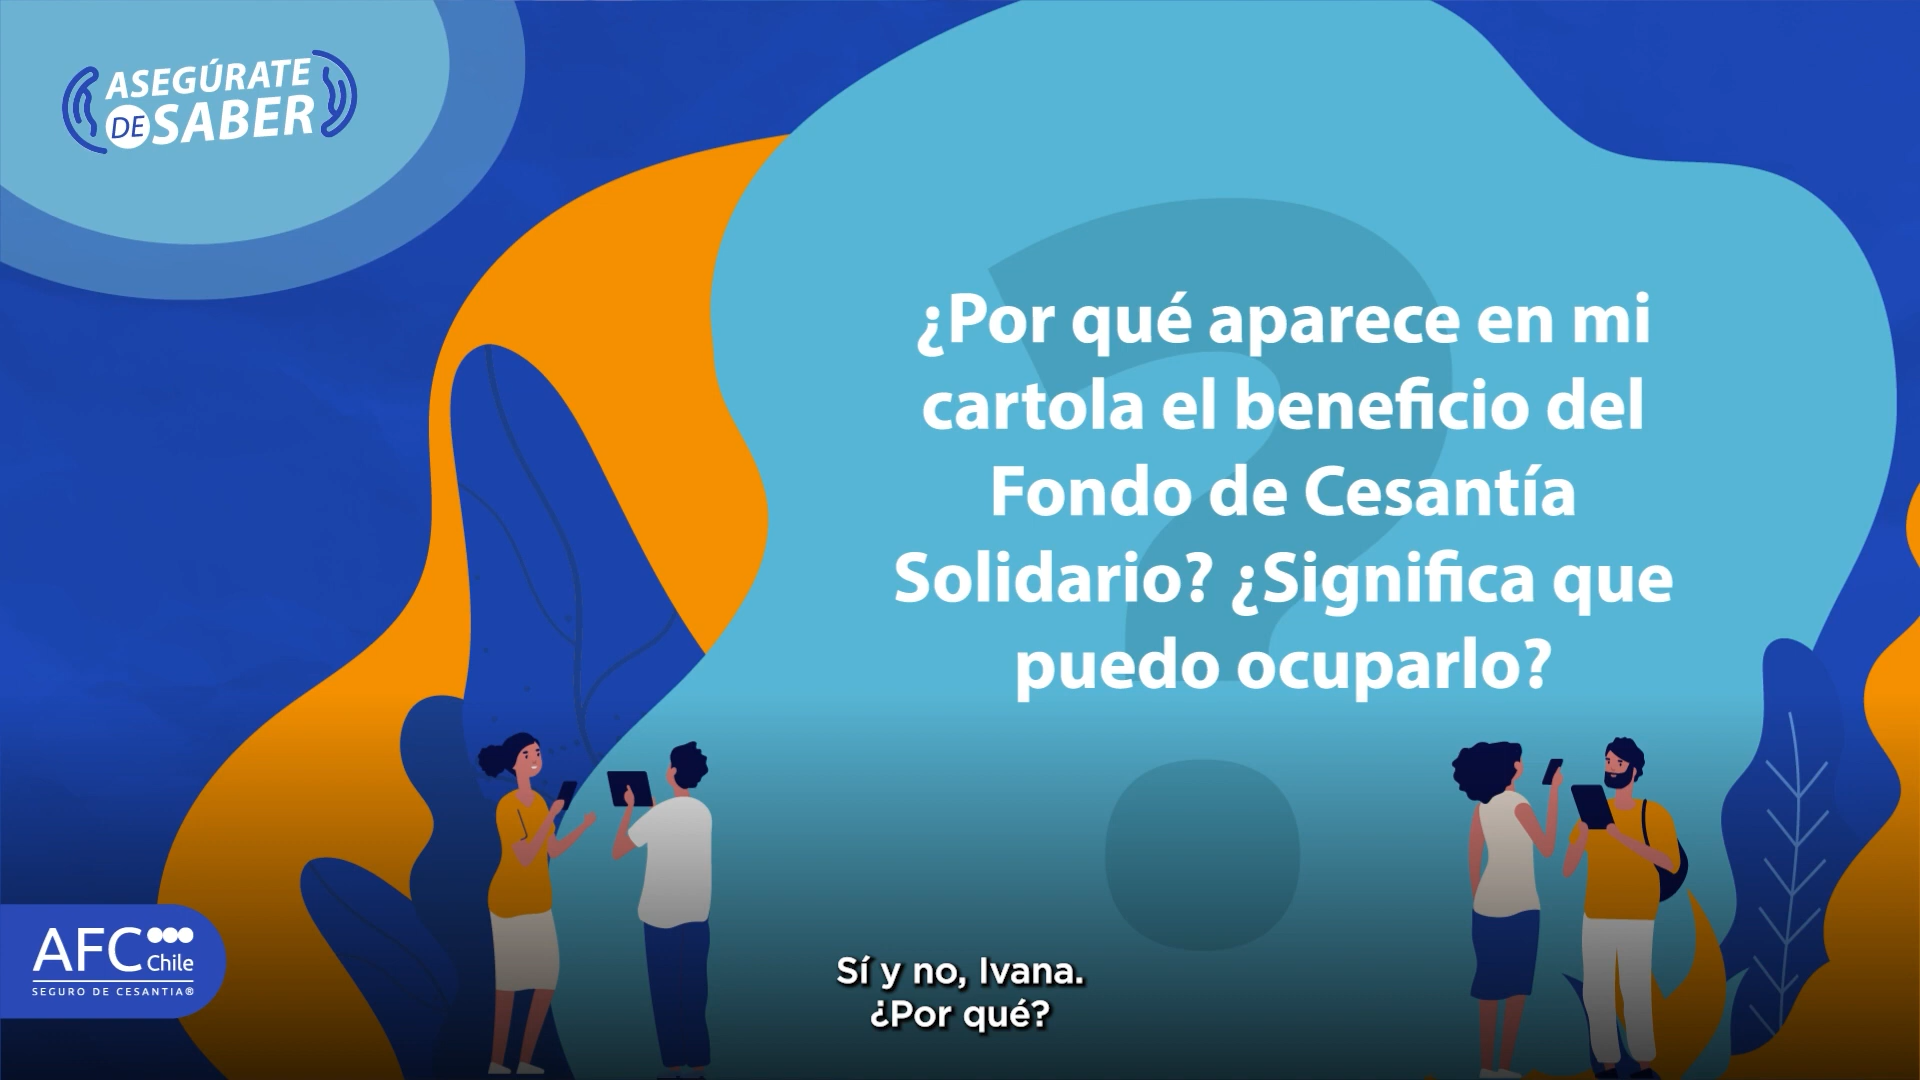 ASEGÚRATE
DE SABER
¿Por qué aparece en mi
cartola el beneficio del
Fondo de Cesantía
Solidario? ¿Significa que
puedo ocuparlo?
AFC
Chile
SEGURO DE CESANTIA®
Sí y no, Ivana.
¿Por qué?